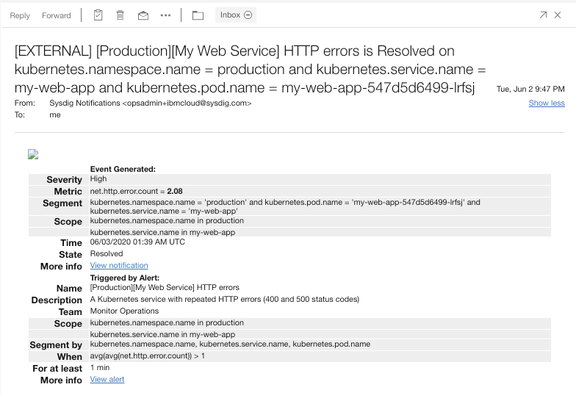 Reply Forward Inbox
[EXTERNAL] [Production][My Web Service] HTTP errors is Resolved on
kubernetes.namespace.name = production and kubernetes.service.name =
my-web-app and kubernetes.pod.name = my-web-app-547d5d6499-lrfsj Tue, Jun 2 9:47 PM
From: Sysdig Notifications <opsadmin+ibmcloud@sysdig.com> Show less
To: me
Event Generated:
Severity High
Metric net.http.error.count = 2.08
Segment kubernetes.namespace.name = 'production' and kubernetes.pod.name = 'my-web-app-547d5d6499-lrfsj' and
kubernetes.service.name = 'my-web-app'
Scope kubernetes.namespace.name in production
kubernetes.service.name in my-web-app
Time 06/03/2020 01:39 AM UTC
State Resolved
More info View notification
Triggered by Alert:
Name [Production][My Web Service] HTTP errors
Description A Kubernetes service with repeated HTTP errors (400 and 500 status codes)
Team Monitor Operations
Scope kubernetes.namespace.name in production
kubernetes.service.name in my-web-app
Segment by kubernetes.namespace.name, kubernetes.service.name, kubernetes.pod.name
When avg(avg(net.http.error.count)) > 1
For at least 1 min
More info View alert